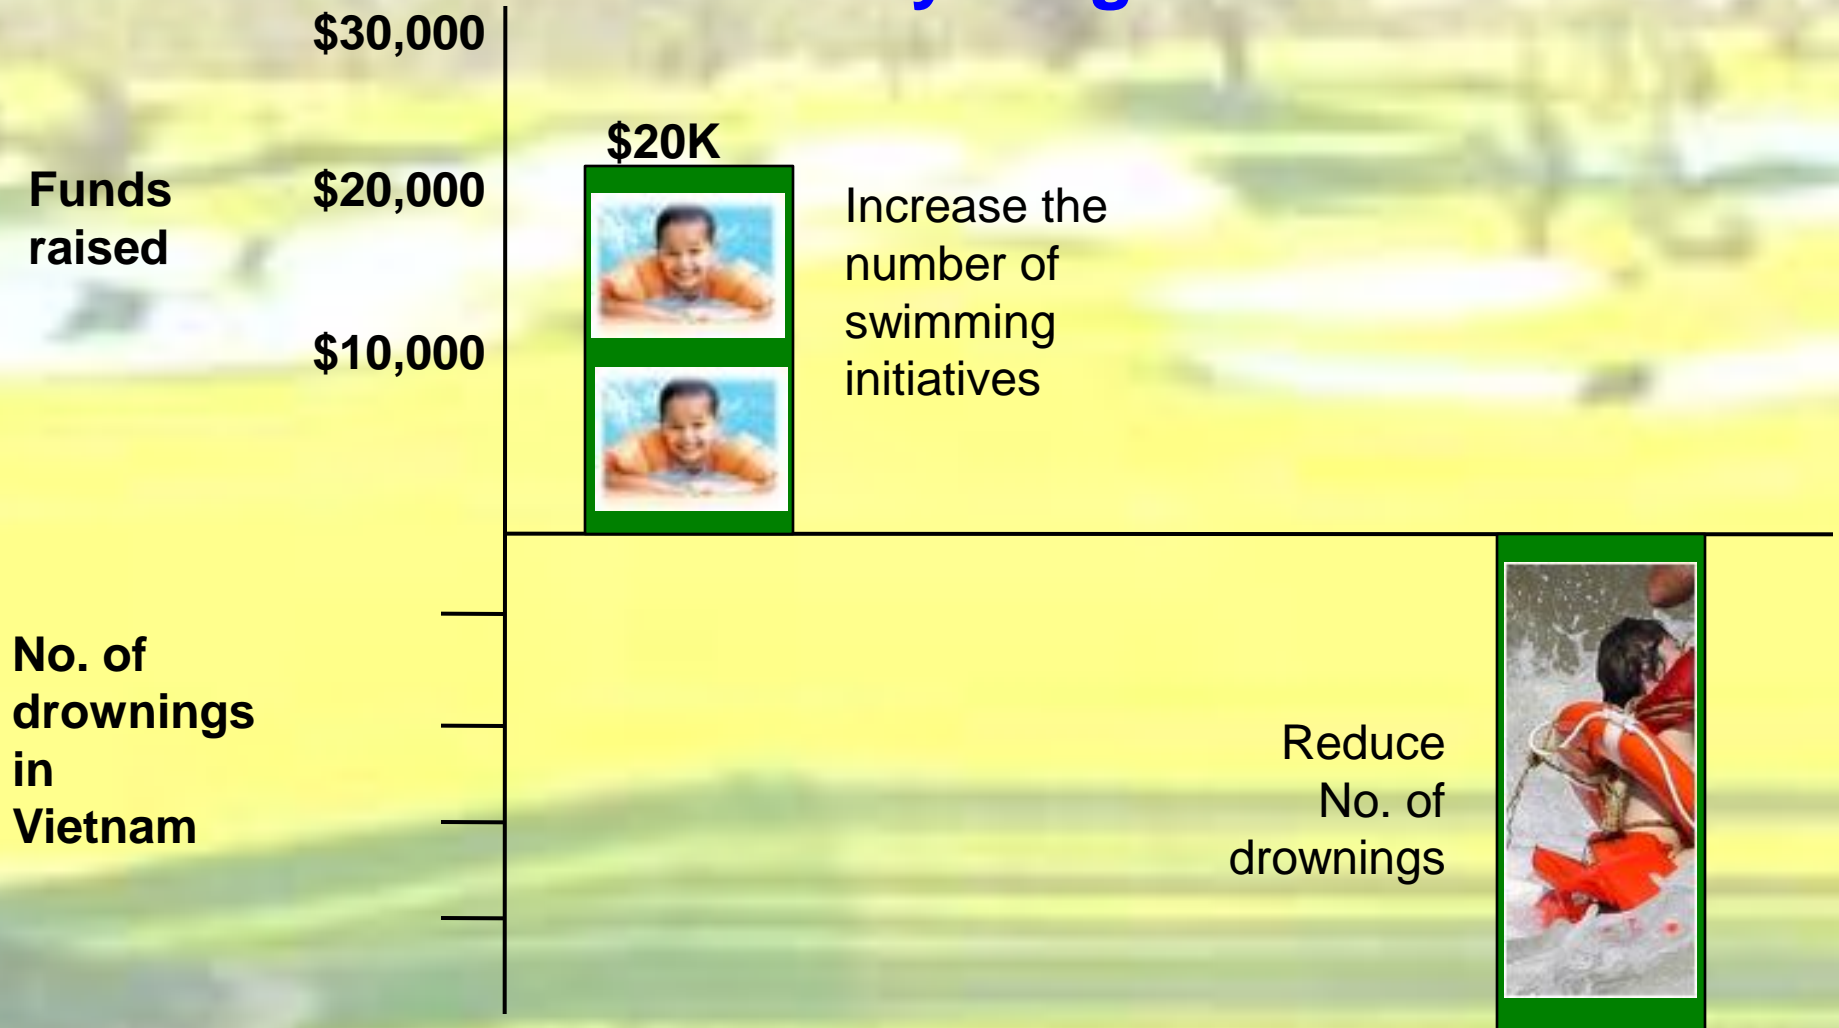 $30,000
$20K
Funds
raised
$20,000
$10,000
Increase the
number of
swimming
initiatives
No. of
drownings
in
Vietnam
Reduce
No. of
drownings